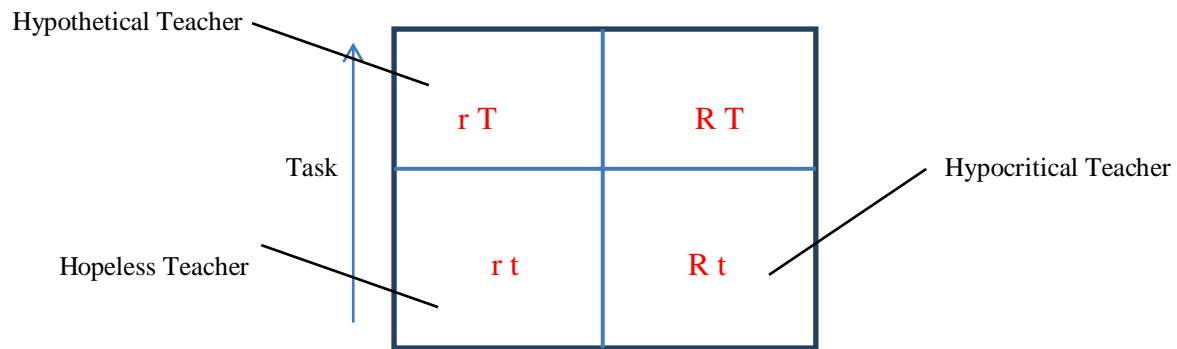 Hypothetical Teacher
r T
R T
Task
Hypocritical Teacher
Hopeless Teacher
r t
R t